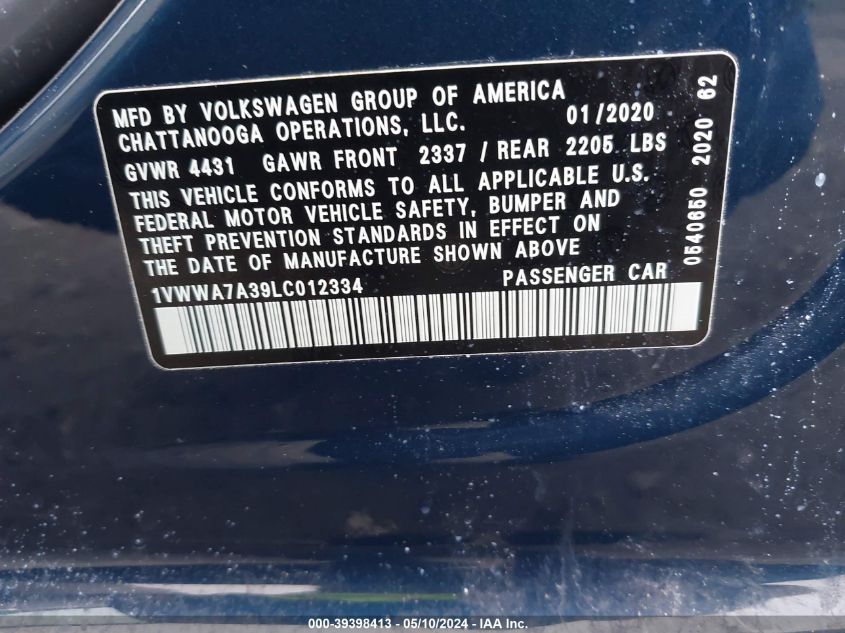 MFD BY VOLKSWAGEN GROUP OF AMERICA
CHATTANOOGA OPERATIONS, LLC. 01/2020
GVWR 4431 GAWR FRONT 2337 / REAR 2205 LBS
THIS VEHICLE CONFORMS TO ALL APPLICABLE U.S.
FEDERAL MOTOR VEHICLE SAFETY, BUMPER AND
THEFT PREVENTION STANDARDS IN EFFECT ON
THE DATE OF MANUFACTURE SHOWN ABOVE
1VWWA7A39LC012334 PASSENGER CAR
0540650 2020 62
000-39398413 - 05/10/2024 - IAA Inc.